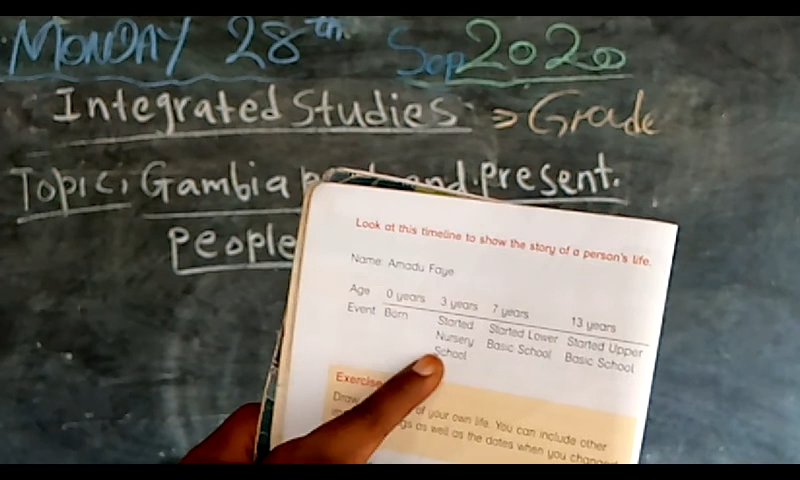 MONDAY 28th Sep 2020
Integrated Studies => Grade
Topic: Gambia and present.
people
Look at this timeline to show the story of a person's life.
Name: Amadu Faye
Age 0 years 3 years 7 years 13 years
Event Born Started Started Lower Started Upper
Nursery Basic School Basic School
School
Exercise
Draw of your own life. You can include other
as well as the dates when you